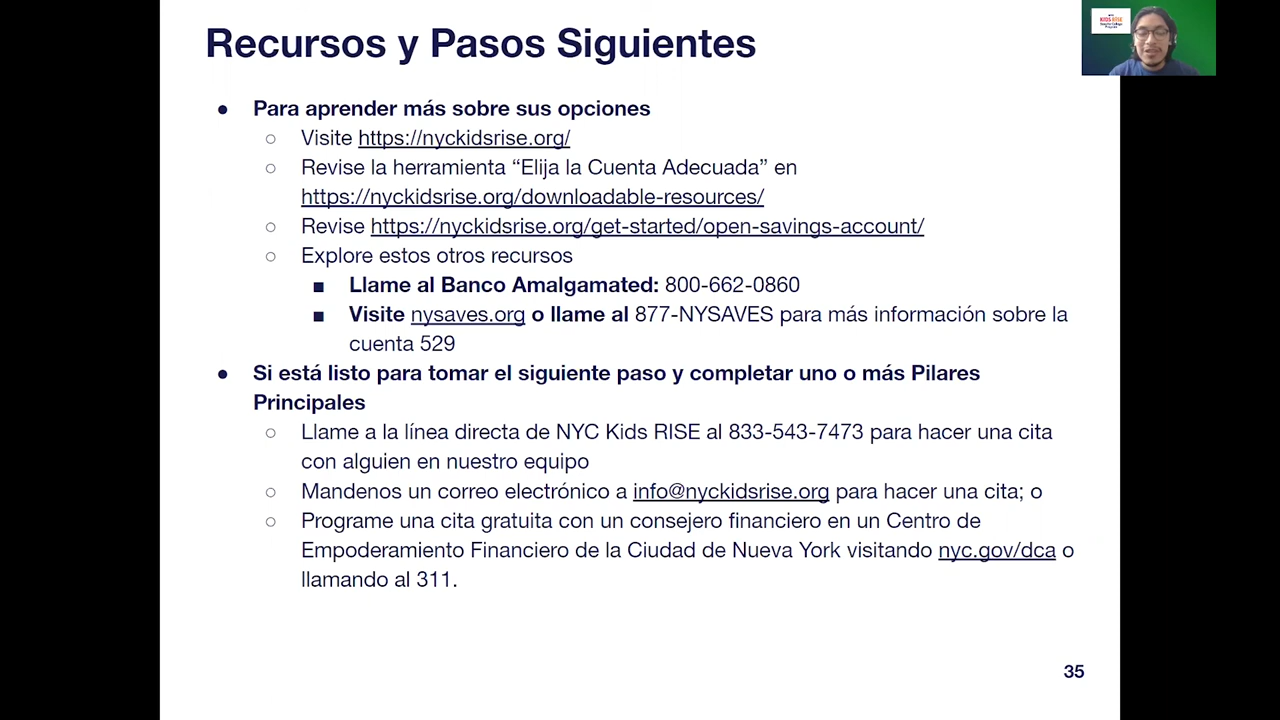 Recursos y Pasos Siguientes
KIDS RISE
● Para aprender más sobre sus opciones
○ Visite https://nyckidsrise.org/
○ Revise la herramienta “Elija la Cuenta Adecuada” en
https://nyckidsrise.org/downloadable-resources/
○ Revise https://nyckidsrise.org/get-started/open-savings-account/
○ Explore estos otros recursos
■ Llame al Banco Amalgamated: 800-662-0860
■ Visite nysaves.org o llame al 877-NYSAVES para más información sobre la
cuenta 529
● Si está listo para tomar el siguiente paso y completar uno o más Pilares
Principales
○ Llame a la línea directa de NYC Kids RISE al 833-543-7473 para hacer una cita
con alguien en nuestro equipo
○ Mandenos un correo electrónico a info@nyckidsrise.org para hacer una cita; o
○ Programe una cita gratuita con un consejero financiero en un Centro de
Empoderamiento Financiero de la Ciudad de Nueva York visitando nyc.gov/dca o
llamando al 311.
35